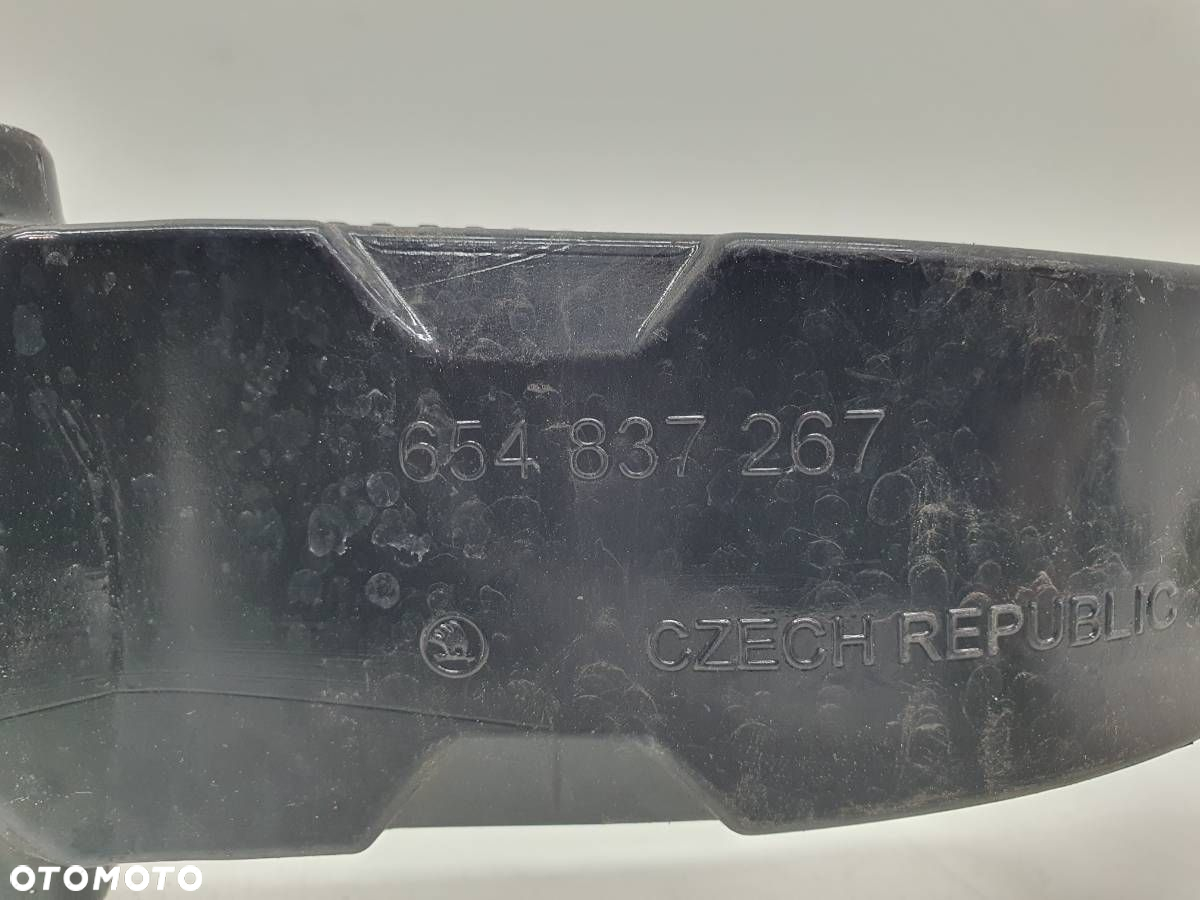 654 837 267
CZECH REPUBLIC
OTOMOTO